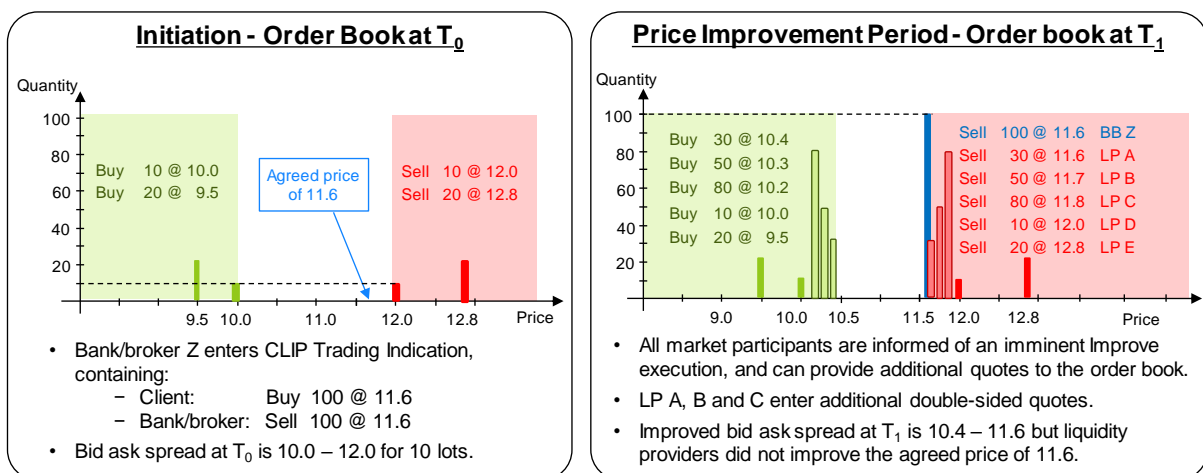 Initiation - Order Book at T0
Quantity
100
80
60
40
20
Buy 10 @ 10.0
Buy 20 @ 9.5
Agreed price
of 11.6
Sell 10 @ 12.0
Sell 20 @ 12.8
9.5 10.0 11.0 12.0 12.8 Price
• Bank/broker Z enters CLIP Trading Indication,
containing:
− Client: Buy 100 @ 11.6
− Bank/broker: Sell 100 @ 11.6
• Bid ask spread at T0 is 10.0 – 12.0 for 10 lots.
Price Improvement Period - Order book at T1
Quantity
100
80
60
40
20
Buy 30 @ 10.4
Buy 50 @ 10.3
Buy 80 @ 10.2
Buy 10 @ 10.0
Buy 20 @ 9.5
Sell 100 @ 11.6 BB Z
Sell 30 @ 11.6 LP A
Sell 50 @ 11.7 LP B
Sell 80 @ 11.8 LP C
Sell 10 @ 12.0 LP D
Sell 20 @ 12.8 LP E
9.0 10.0 10.5 11.5 12.0 12.8 Price
• All market participants are informed of an imminent Improve
execution, and can provide additional quotes to the order book.
• LP A, B and C enter additional double-sided quotes.
• Improved bid ask spread at T1 is 10.4 – 11.6 but liquidity
providers did not improve the agreed price of 11.6.